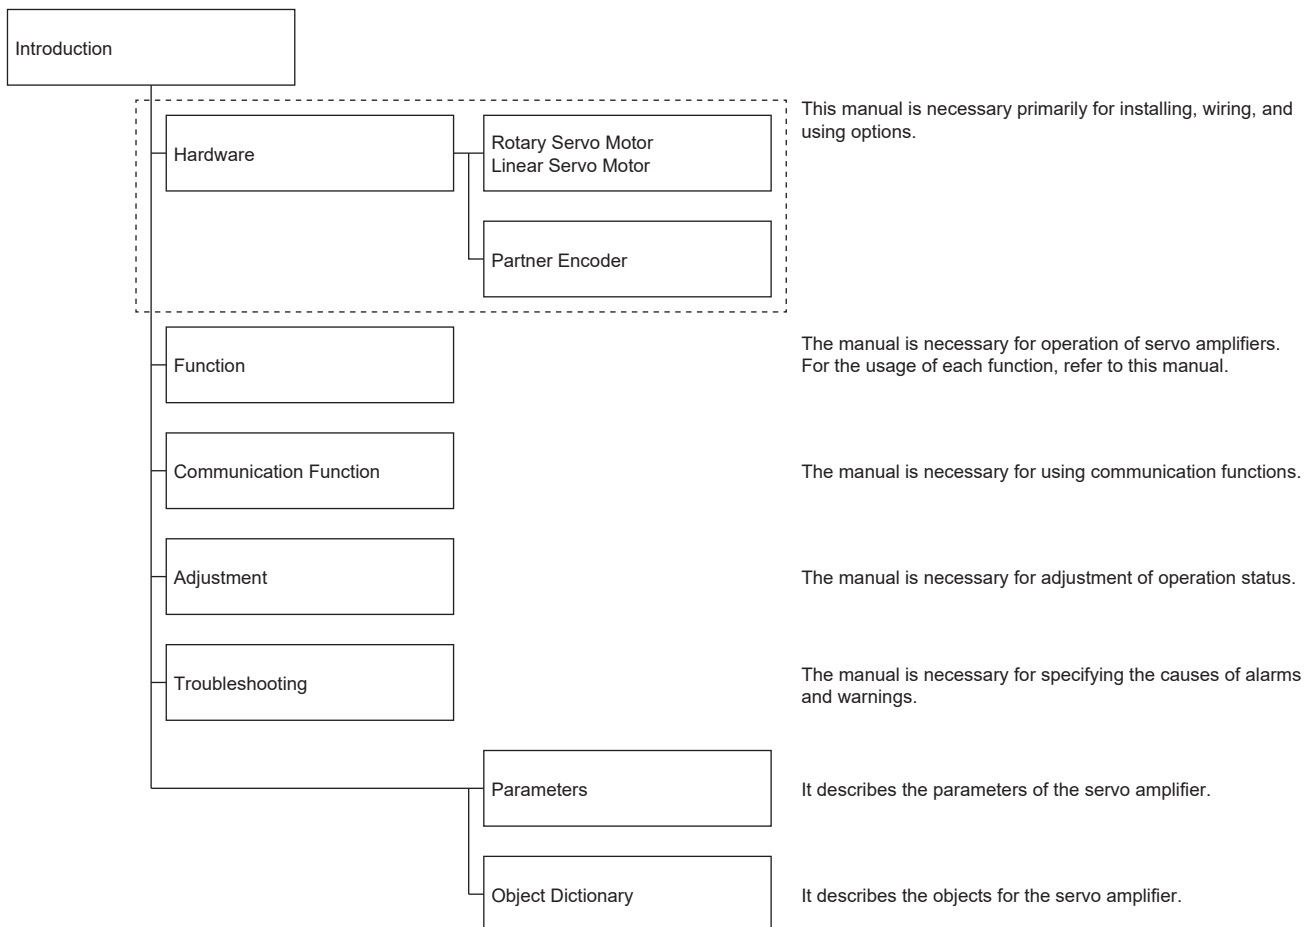 Introduction
This manual is necessary primarily for installing, wiring, and
using options.
Hardware
Rotary Servo Motor
Linear Servo Motor
Partner Encoder
Function
The manual is necessary for operation of servo amplifiers.
For the usage of each function, refer to this manual.
Communication Function
The manual is necessary for using communication functions.
Adjustment
The manual is necessary for adjustment of operation status.
Troubleshooting
The manual is necessary for specifying the causes of alarms
and warnings.
Parameters
It describes the parameters of the servo amplifier.
Object Dictionary
It describes the objects for the servo amplifier.